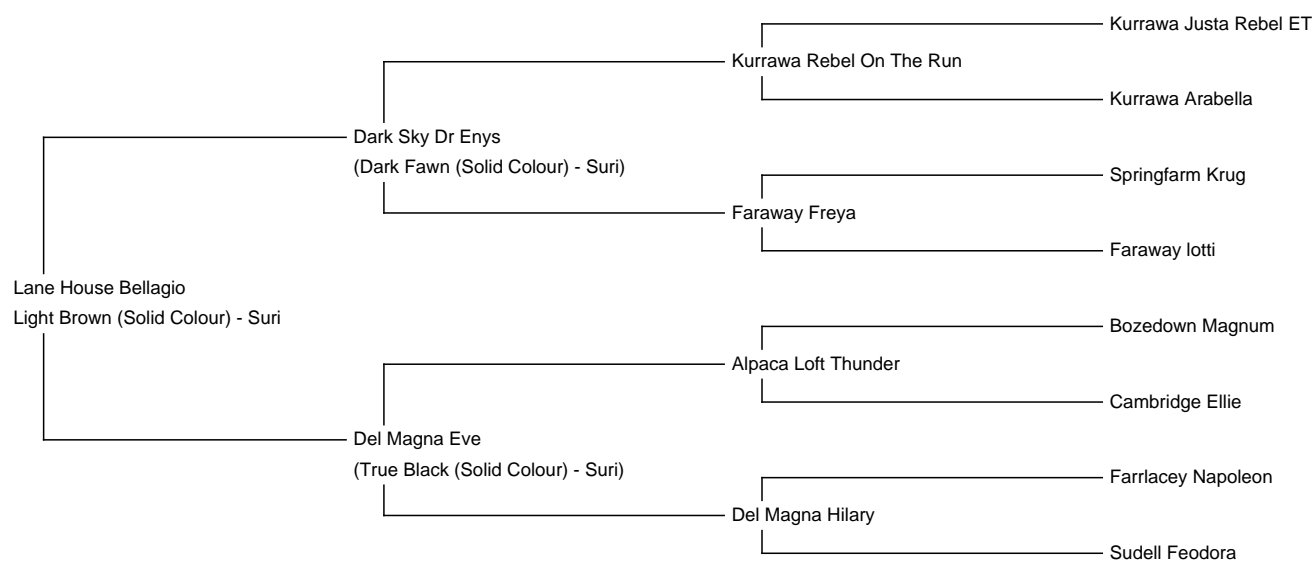 Kurrawa Justa Rebel ET
Kurrawa Rebel On The Run
Kurrawa Arabella
Dark Sky Dr Enys
(Dark Fawn (Solid Colour) - Suri)
Springfarm Krug
Faraway Freya
Faraway lotti
Lane House Bellagio
Light Brown (Solid Colour) - Suri
Bozedown Magnum
Alpaca Loft Thunder
Cambridge Ellie
Del Magna Eve
(True Black (Solid Colour) - Suri)
Farrlacey Napoleon
Del Magna Hilary
Sudell Feodora